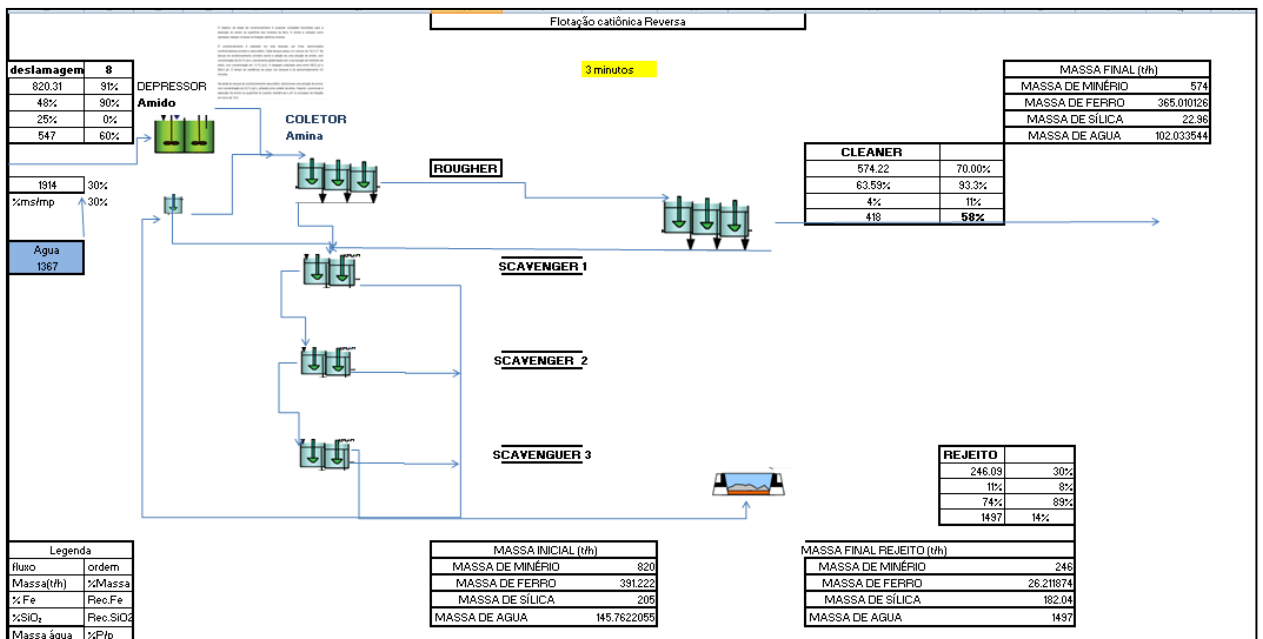 Flotação catiônica Reversa
deslamagem 8
820.31 91%
48% 90%
25% 0%
547 60%
DEPRESSOR
Amido
COLETOR
Amina
3 minutos
MASSA FINAL (t/h)
MASSA DE MINÉRIO 574
MASSA DE FERRO 365.010126
MASSA DE SÍLICA 22.96
MASSA DE AGUA 102.033544
1914 30%
%ms/mp 30%
Agua
1367
ROUGHER
CLEANER
574.22 70.00%
63.59% 93.3%
4% 11%
418 58%
SCAVENGER 1
SCAVENGER 2
SCAVENGUER 3
REJEITO
246.09 30%
11% 8%
74% 89%
1497 14%
Legenda
fluxo ordem
Massa(t/h) %Massa
% Fe Rec.Fe
%SiO₂ Rec.SiO2
Massa água %P/p
MASSA INICIAL (t/h)
MASSA DE MINÉRIO 820
MASSA DE FERRO 391.222
MASSA DE SÍLICA 205
MASSA DE AGUA 145.7622055
MASSA FINAL REJEITO (t/h)
MASSA DE MINÉRIO 246
MASSA DE FERRO 26.211874
MASSA DE SÍLICA 182.04
MASSA DE AGUA 1497